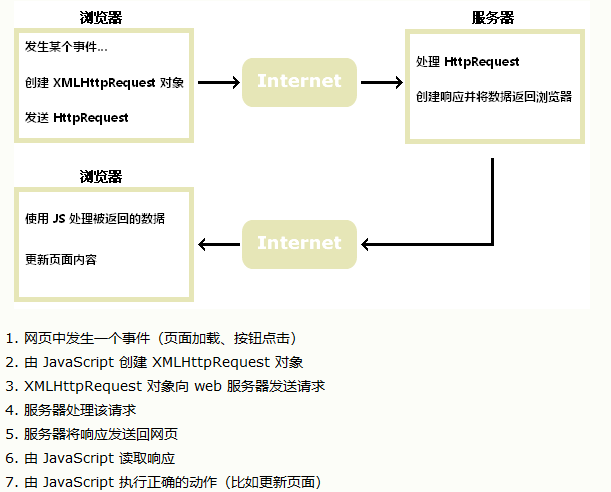 浏览器
发生某个事件...
创建 XMLHttpRequest 对象
发送 HttpRequest
Internet
服务器
处理 HttpRequest
创建响应并将数据返回浏览器
浏览器
使用 JS 处理被返回的数据
更新页面内容
Internet
1. 网页中发生一个事件（页面加载、按钮点击）
2. 由 JavaScript 创建 XMLHttpRequest 对象
3. XMLHttpRequest 对象向 web 服务器发送请求
4. 服务器处理该请求
5. 服务器将响应发送回网页
6. 由 JavaScript 读取响应
7. 由 JavaScript 执行正确的动作（比如更新页面）